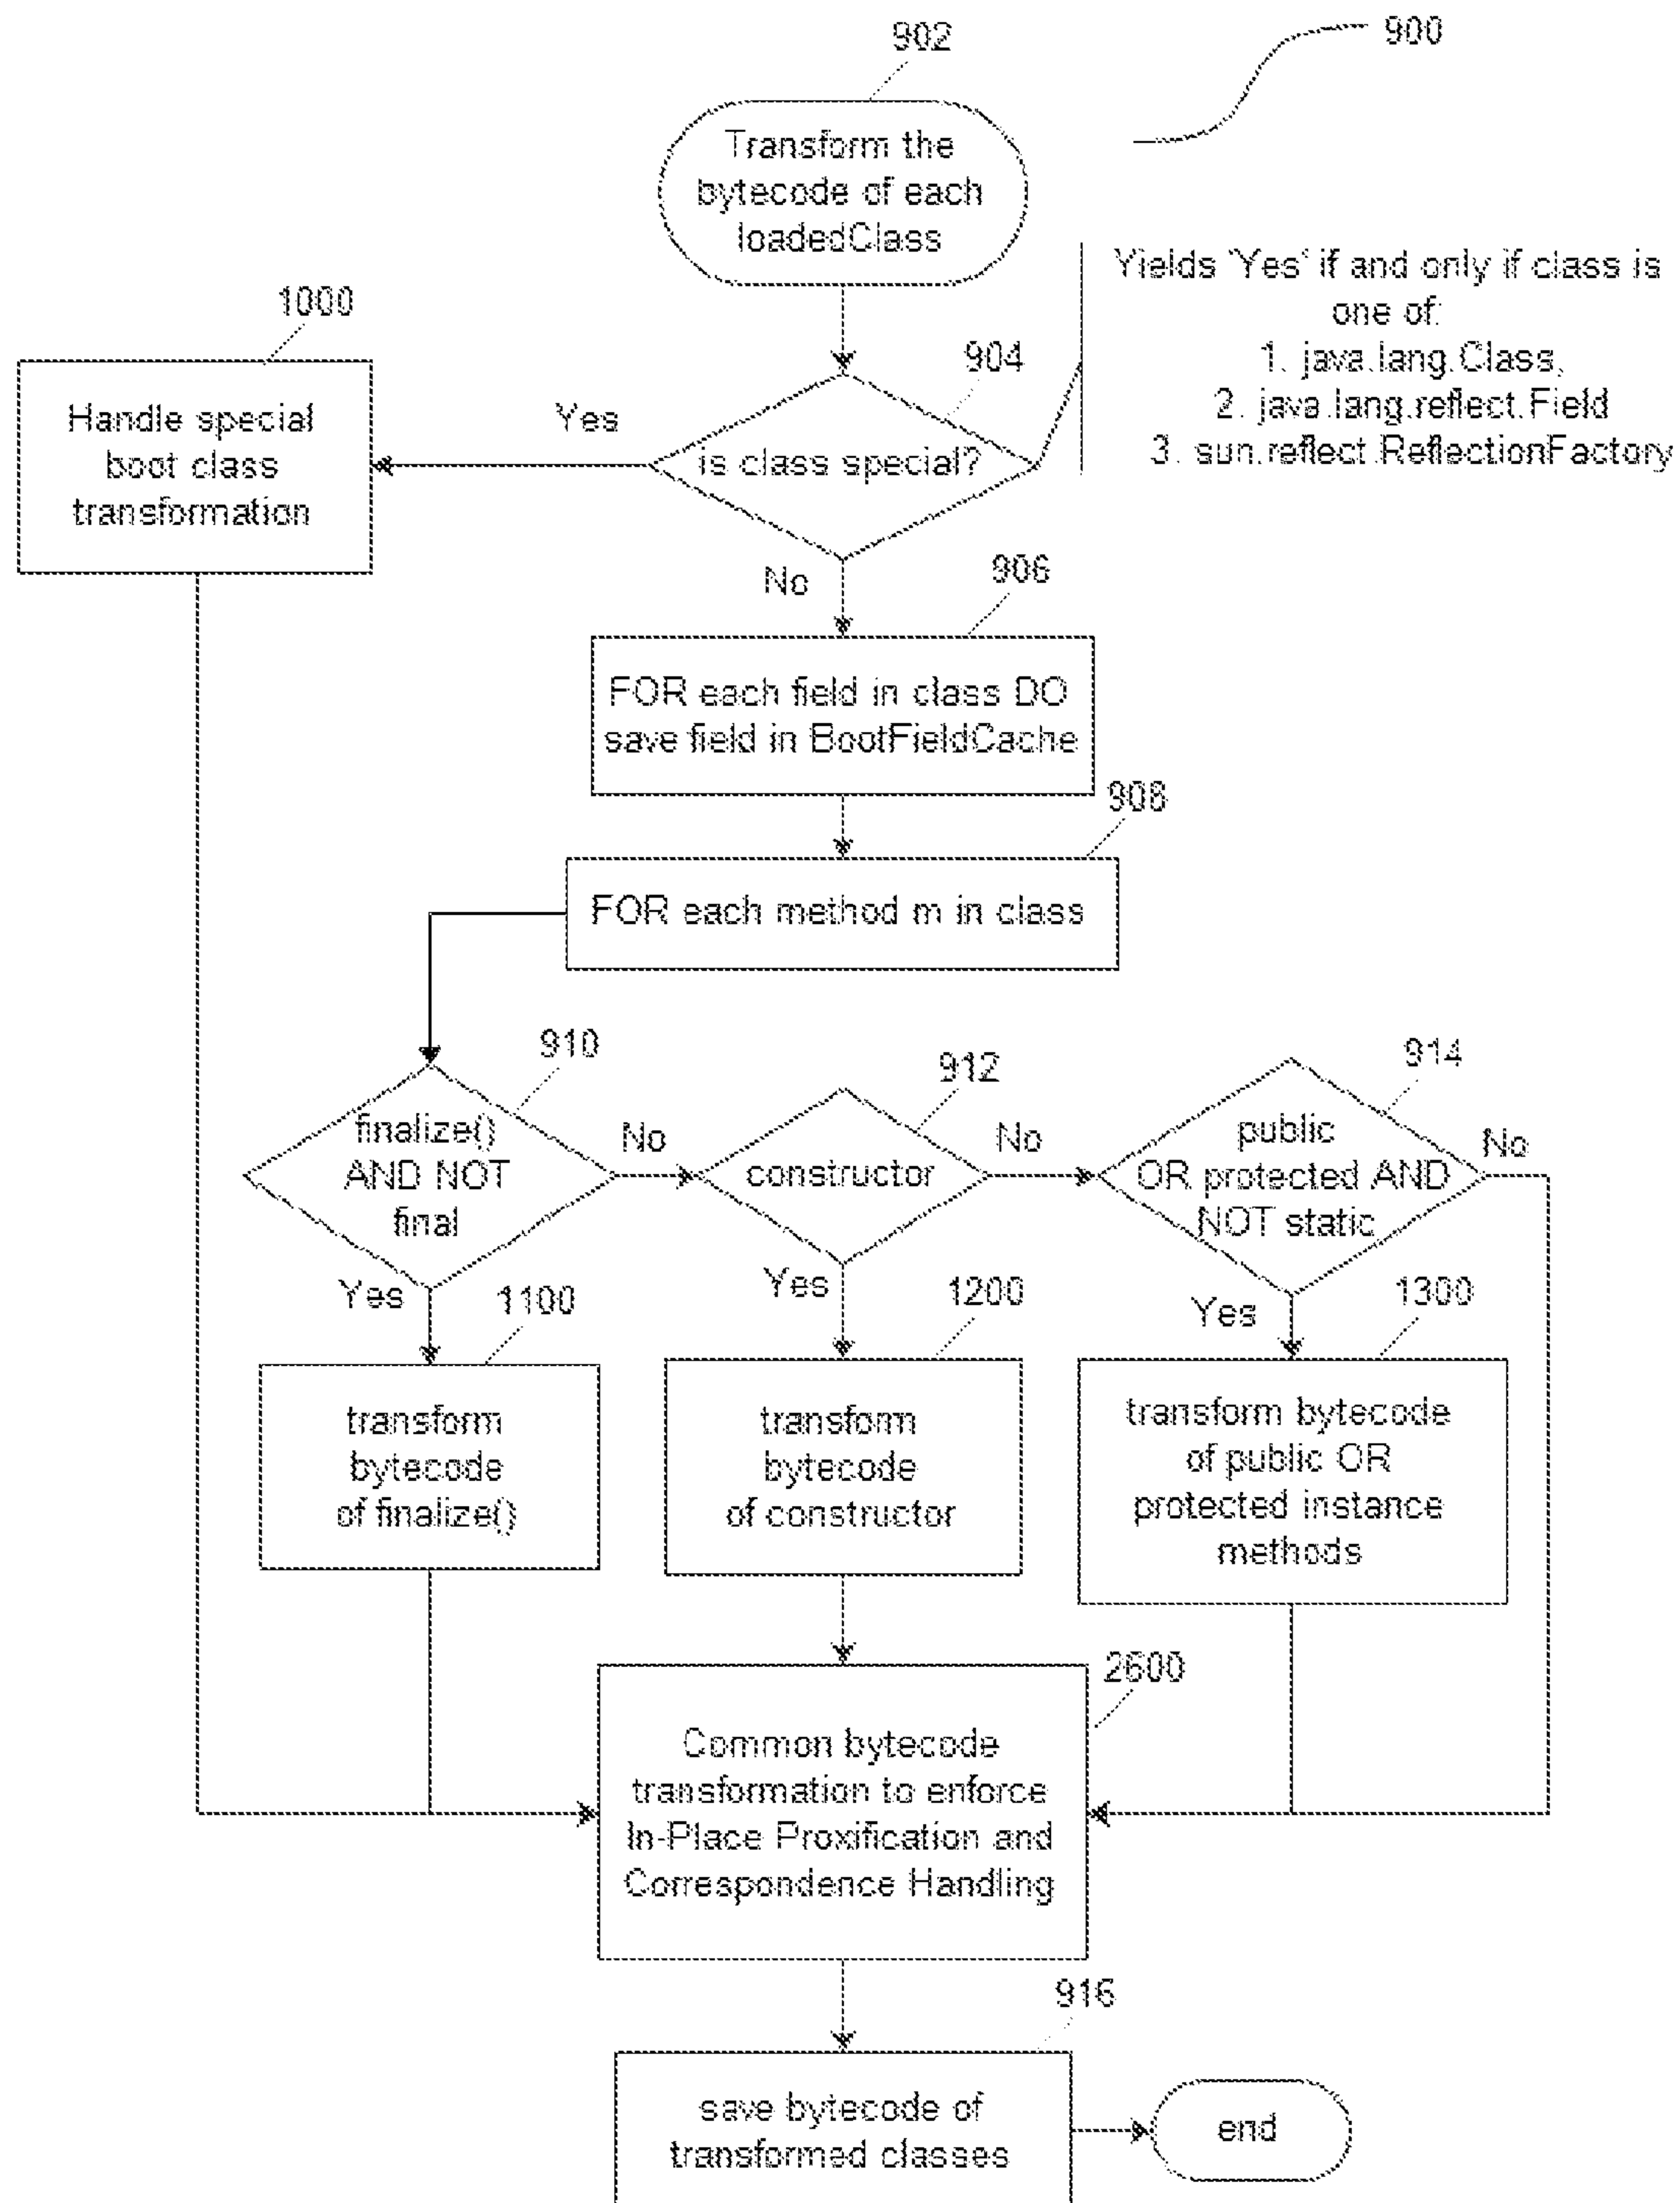 902
900
Transform the
bytecode of each
loadedClass
Yields 'Yes' if and only if class is
one of:
1. java.lang.Class,
2. java.lang.reflect.Field
3. sun.reflect.ReflectionFactory
1000
904
Handle special
boot class
transformation
Yes
is class special?
No
906
FOR each field in class DO
save field in BootFieldCache
908
FOR each method m in class
910
912
914
finalize()
AND NOT
final
No
constructor
No
public
OR protected AND
NOT static
No
Yes
1100
Yes
1200
Yes
1300
transform
bytecode
of finalize()
transform
bytecode
of constructor
transform bytecode
of public OR
protected instance
methods
2600
Common bytecode
transformation to enforce
In-Place Proxification and
Correspondence Handling
916
save bytecode of
transformed classes
end